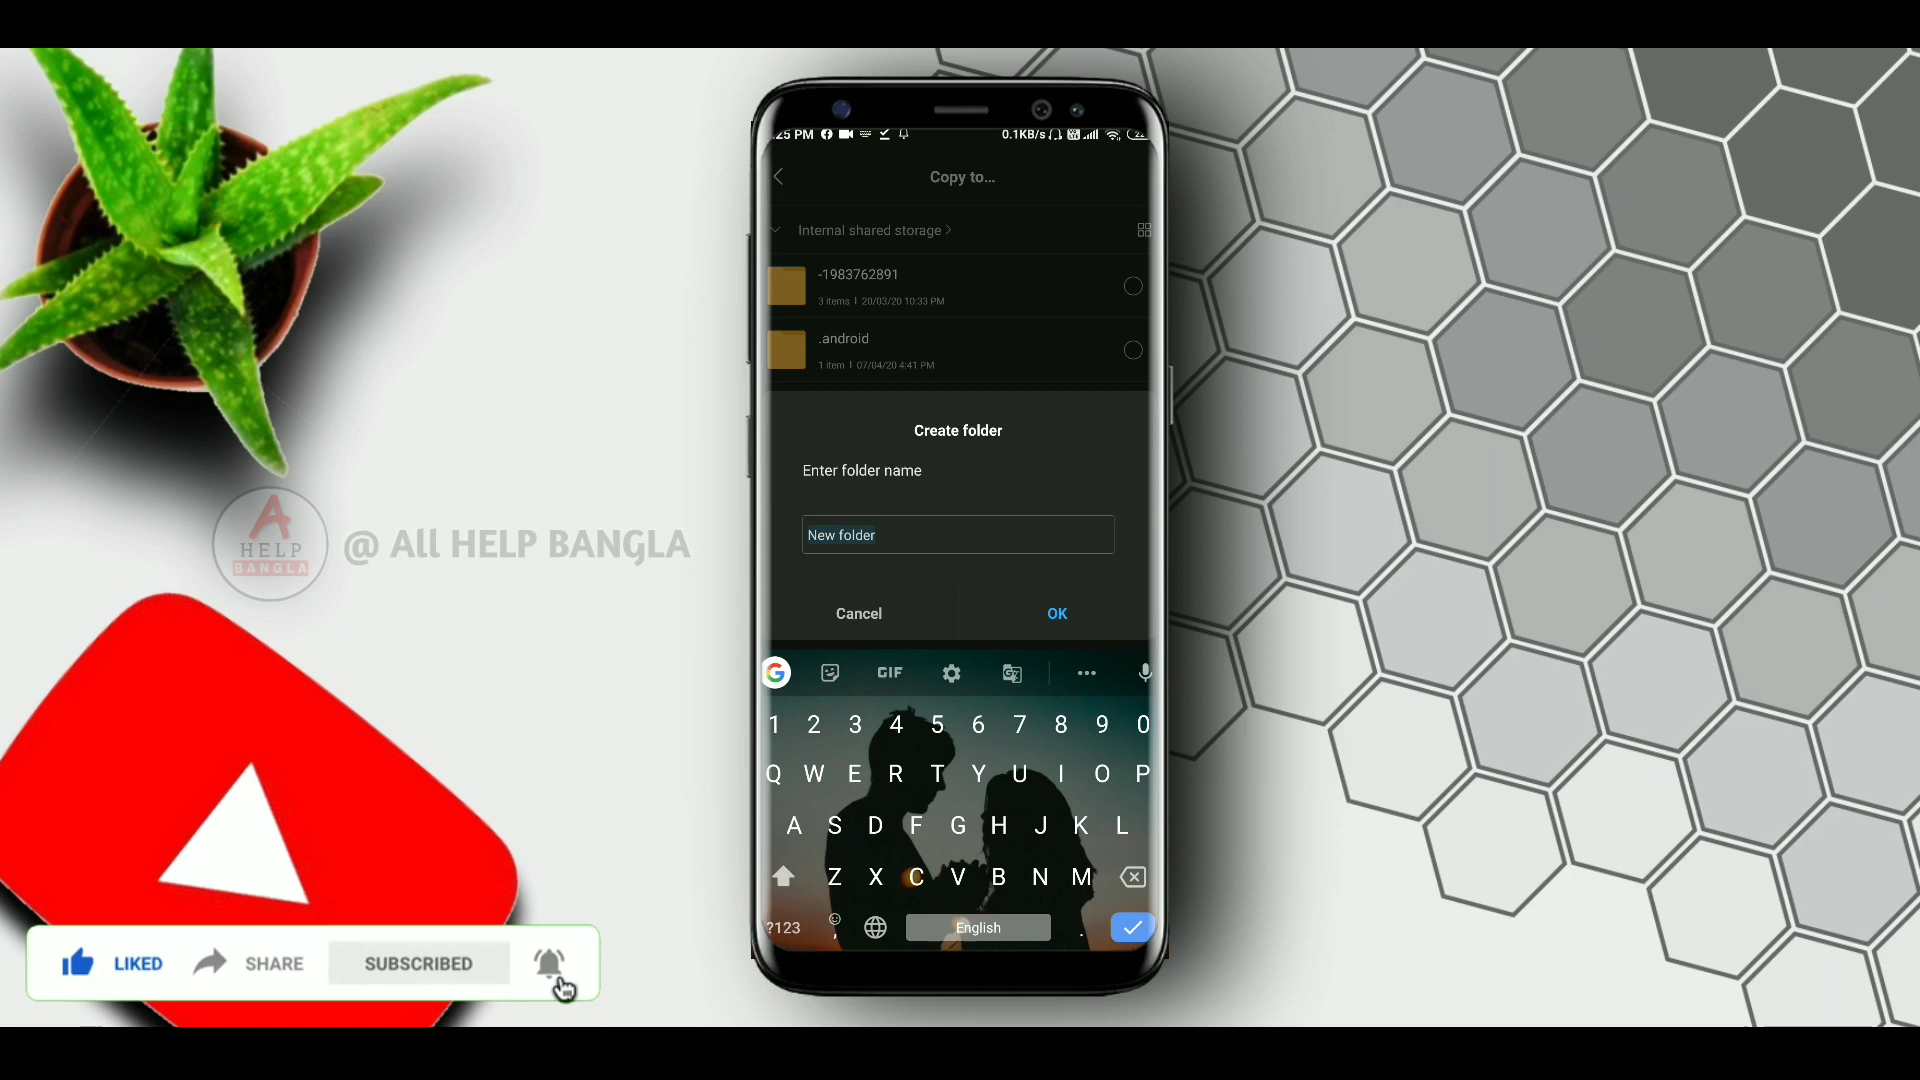 :25 PM
0.1KB/s
Copy to...
Internal shared storage >
-1983762891
3 items | 20/03/20 10:33 PM
.android
1 item | 07/04/20 4:41 PM
Create folder
Enter folder name
New folder
Cancel OK
GIF
1 2 3 4 5 6 7 8 9 0
Q W E R T Y U I O P
A S D F G H J K L
Z X C V B N M
?123 , English .
A
HELP
BANGLA
@ All HELP BANGLA
LIKED SHARE SUBSCRIBED